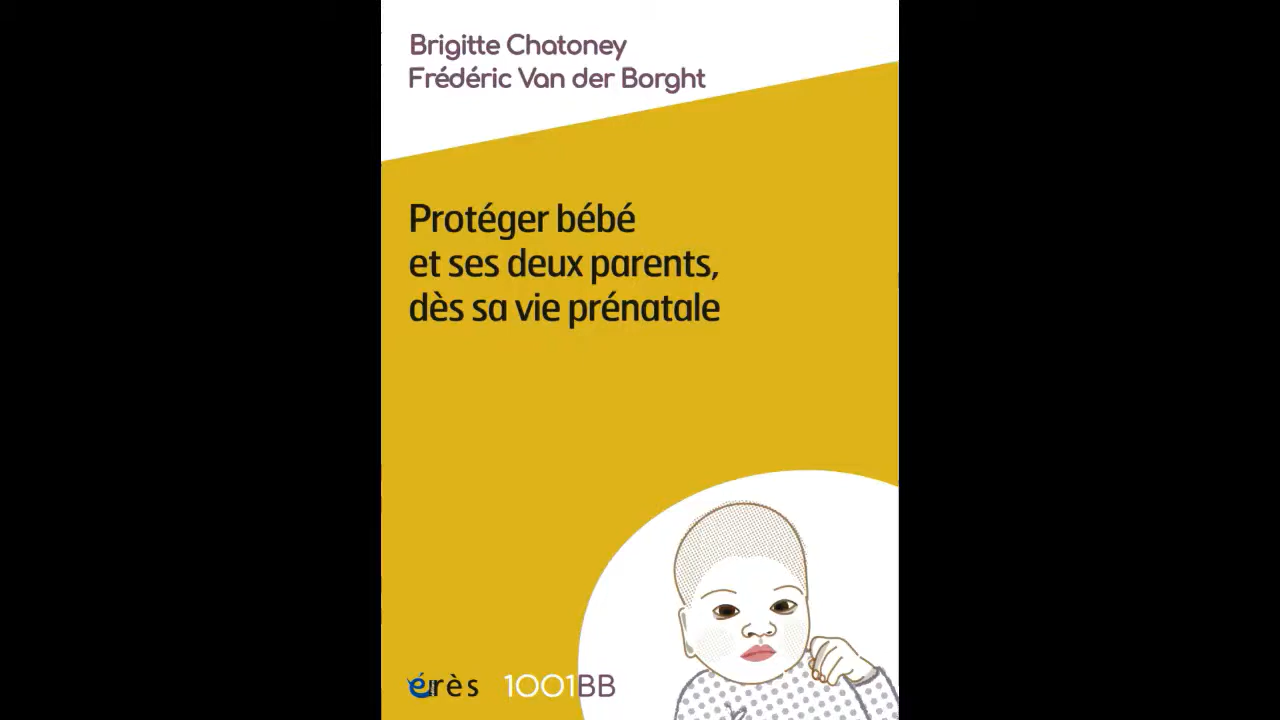 Brigitte Chatoney
Frédéric Van der Borght
Protéger bébé
et ses deux parents,
dès sa vie prénatale
érès 1001BB